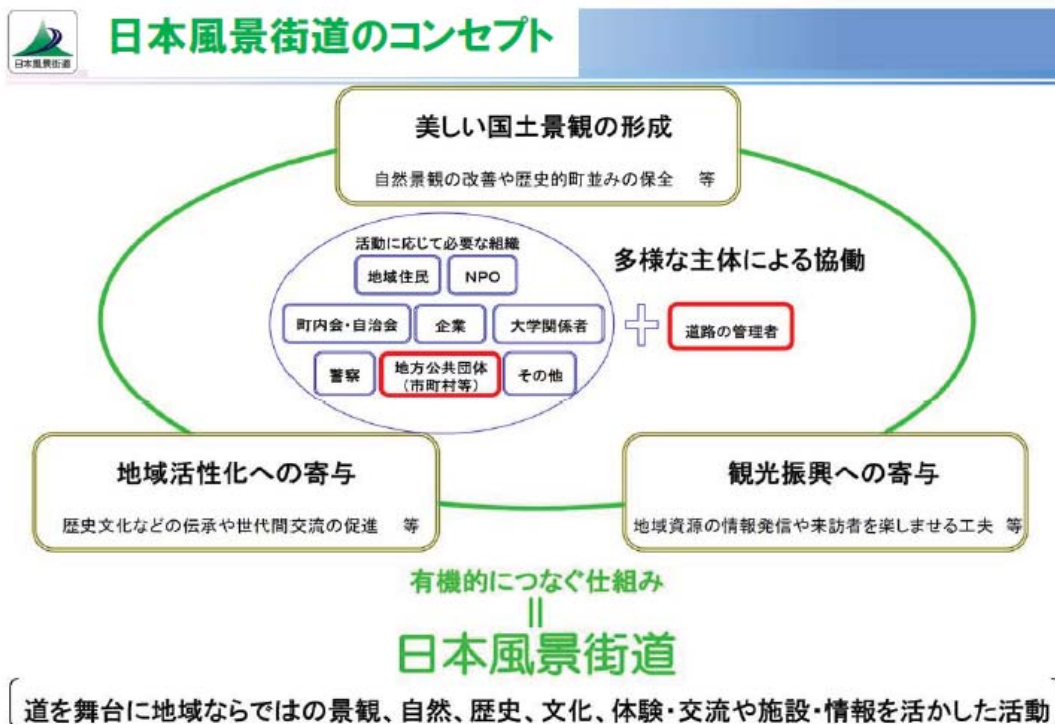 日本風景街道
日本風景街道のコンセプト
美しい国土景観の形成
自然景観の改善や歴史的町並みの保全 等
活動に応じて必要な組織
地域住民 NPO
町内会・自治会 企業 大学関係者
警察 地方公共団体
(市町村等) その他
多様な主体による協働
道路の管理者
地域活性化への寄与
歴史文化などの伝承や世代間交流の促進 等
観光振興への寄与
地域資源の情報発信や来訪者を楽しませる工夫 等
有機的につなぐ仕組み
=
日本風景街道
道を舞台に地域ならではの景観、自然、歴史、文化、体験・交流や施設・情報を活かした活動